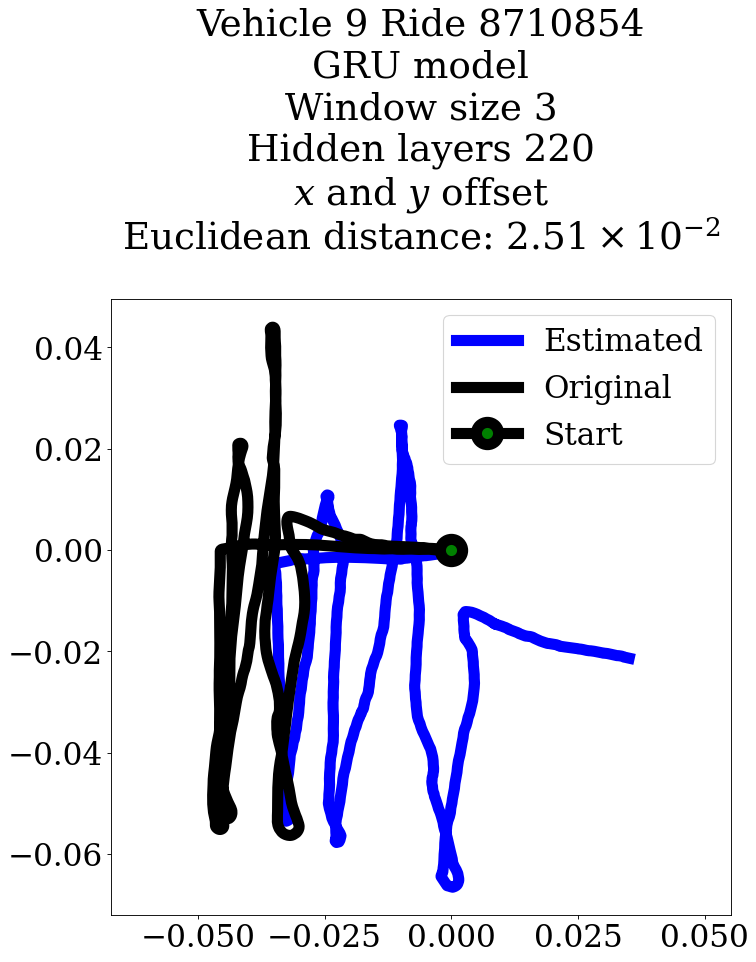 Vehicle 9 Ride 8710854
GRU model
Window size 3
Hidden layers 220
x and y offset
Euclidean distance: 2.51 × 10⁻²
Estimated
Original
Start
0.04
0.02
0.00
−0.02
−0.04
−0.06
−0.050 −0.025 0.000 0.025 0.050